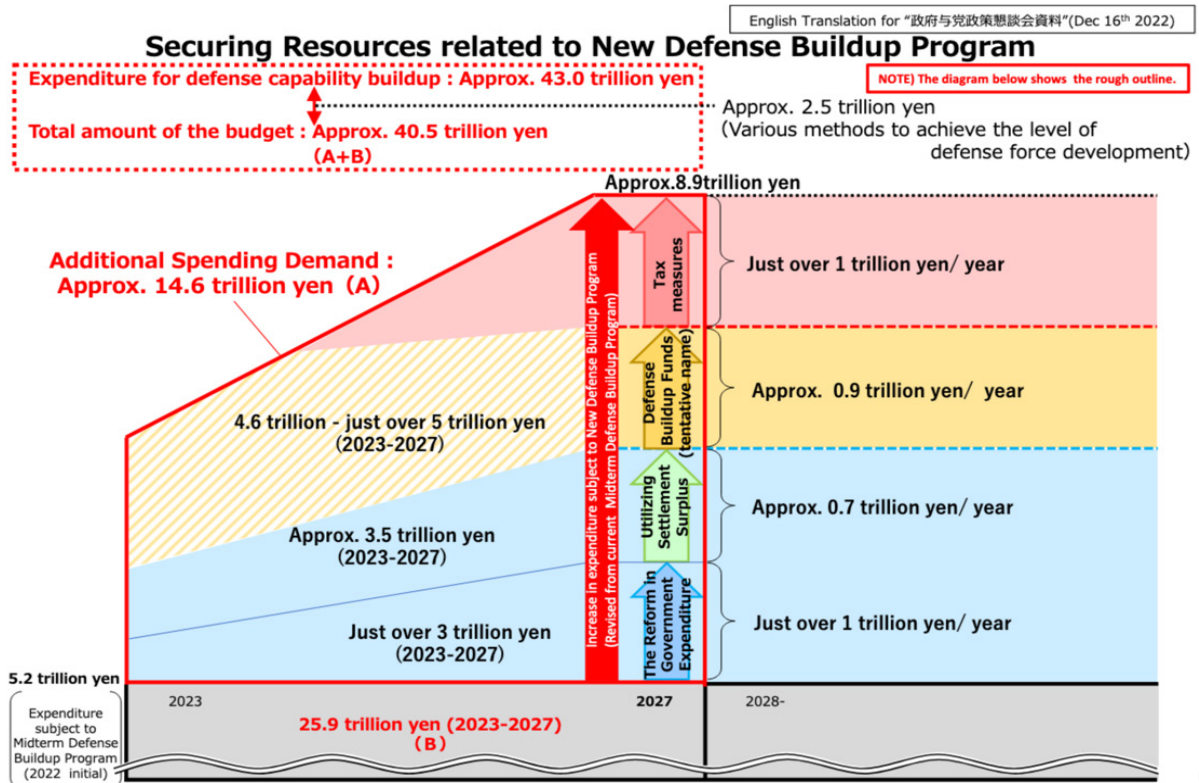 English Translation for “政府与党政策懇談会資料”(Dec 16th 2022)
Securing Resources related to New Defense Buildup Program
Expenditure for defense capability buildup : Approx. 43.0 trillion yen
NOTE) The diagram below shows the rough outline.
Approx. 2.5 trillion yen
(Various methods to achieve the level of
defense force development)
Total amount of the budget : Approx. 40.5 trillion yen
(A+B)
Approx.8.9trillion yen
Additional Spending Demand :
Approx. 14.6 trillion yen (A)
Increase in expenditure subject to New Defense Buildup Program
(Revised from current Midterm Defense Buildup Program)
Tax
measures
Just over 1 trillion yen/ year
Defense
Buildup Funds
(tentative name)
Approx. 0.9 trillion yen/ year
4.6 trillion - just over 5 trillion yen
(2023-2027)
Utilizing
Settlement
Surplus
Approx. 0.7 trillion yen/ year
Approx. 3.5 trillion yen
(2023-2027)
The Reform in
Government
Expenditure
Just over 1 trillion yen/ year
Just over 3 trillion yen
(2023-2027)
5.2 trillion yen
Expenditure
subject to
Midterm Defense
Buildup Program
(2022 initial)
2023
2027
2028-
25.9 trillion yen (2023-2027)
(B)